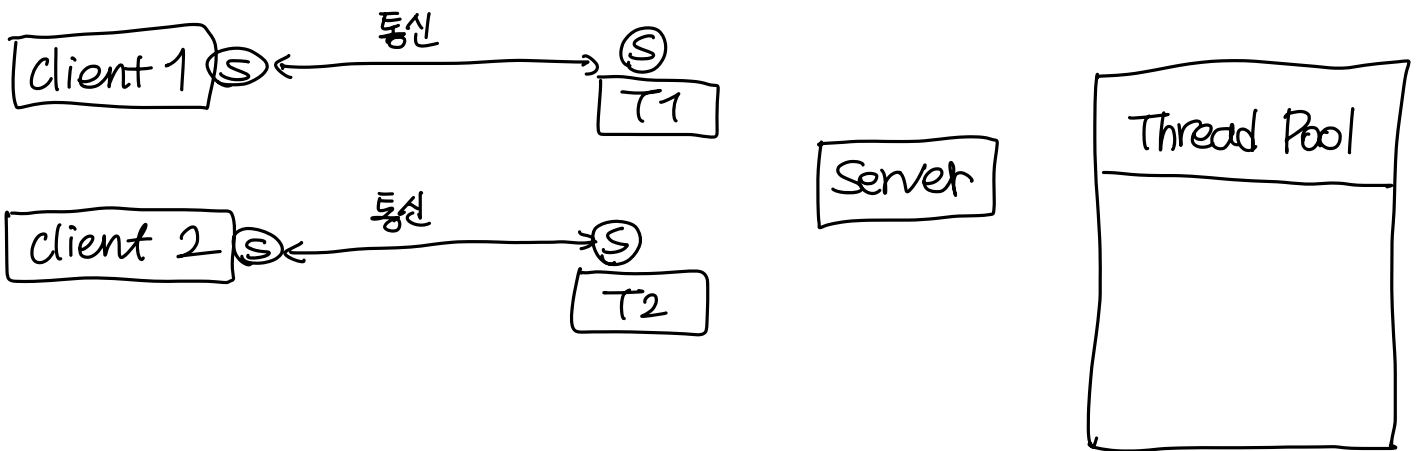 Client 1
S
통신
S
T1
Client 2
S
통신
S
T2
Server
Thread Pool